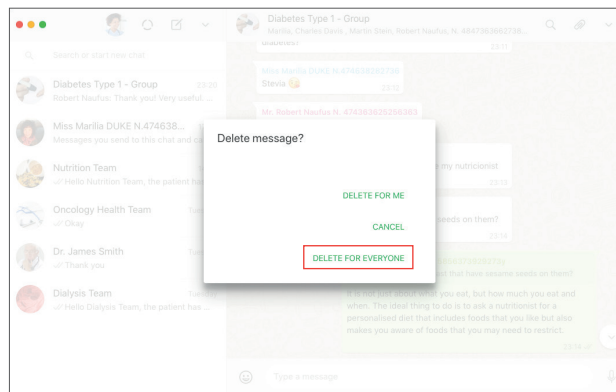 Diabetes Type 1 - Group
Marilia, Charles Davis, Martin Stein, Robert Naufus, N. 4847363662738..
Search or start new chat
Diabetes Type 1 - Group 23:20
Robert Naufus. Thank you! Very useful. ...
Miss Marilia DUKE N.474638...
Messages you send to this chat and
Nutrition Team
Hello Nutrition Team, the patient has
Oncology Health Team
Okay
Dr. James Smith
Thank you
Dialysis Team
Hello Dialysis Team, the patient has ...
Diabetes?
23:11
Miss Marilia DUKE
Stevia
23:12
Mr. Robert Naufus N.
Delete message?
DELETE FOR ME
CANCEL
DELETE FOR EVERYONE
my nutricionist
23:13
seeds on them?
23:14
that have sesame seeds on them?
It is not just about what you eat, but how much you eat and
when. The ideal thing to do is to ask a nutritionist for a
personalised diet that includes foods that you like but also
makes you aware of foods that you may need to restrict.
Type a message